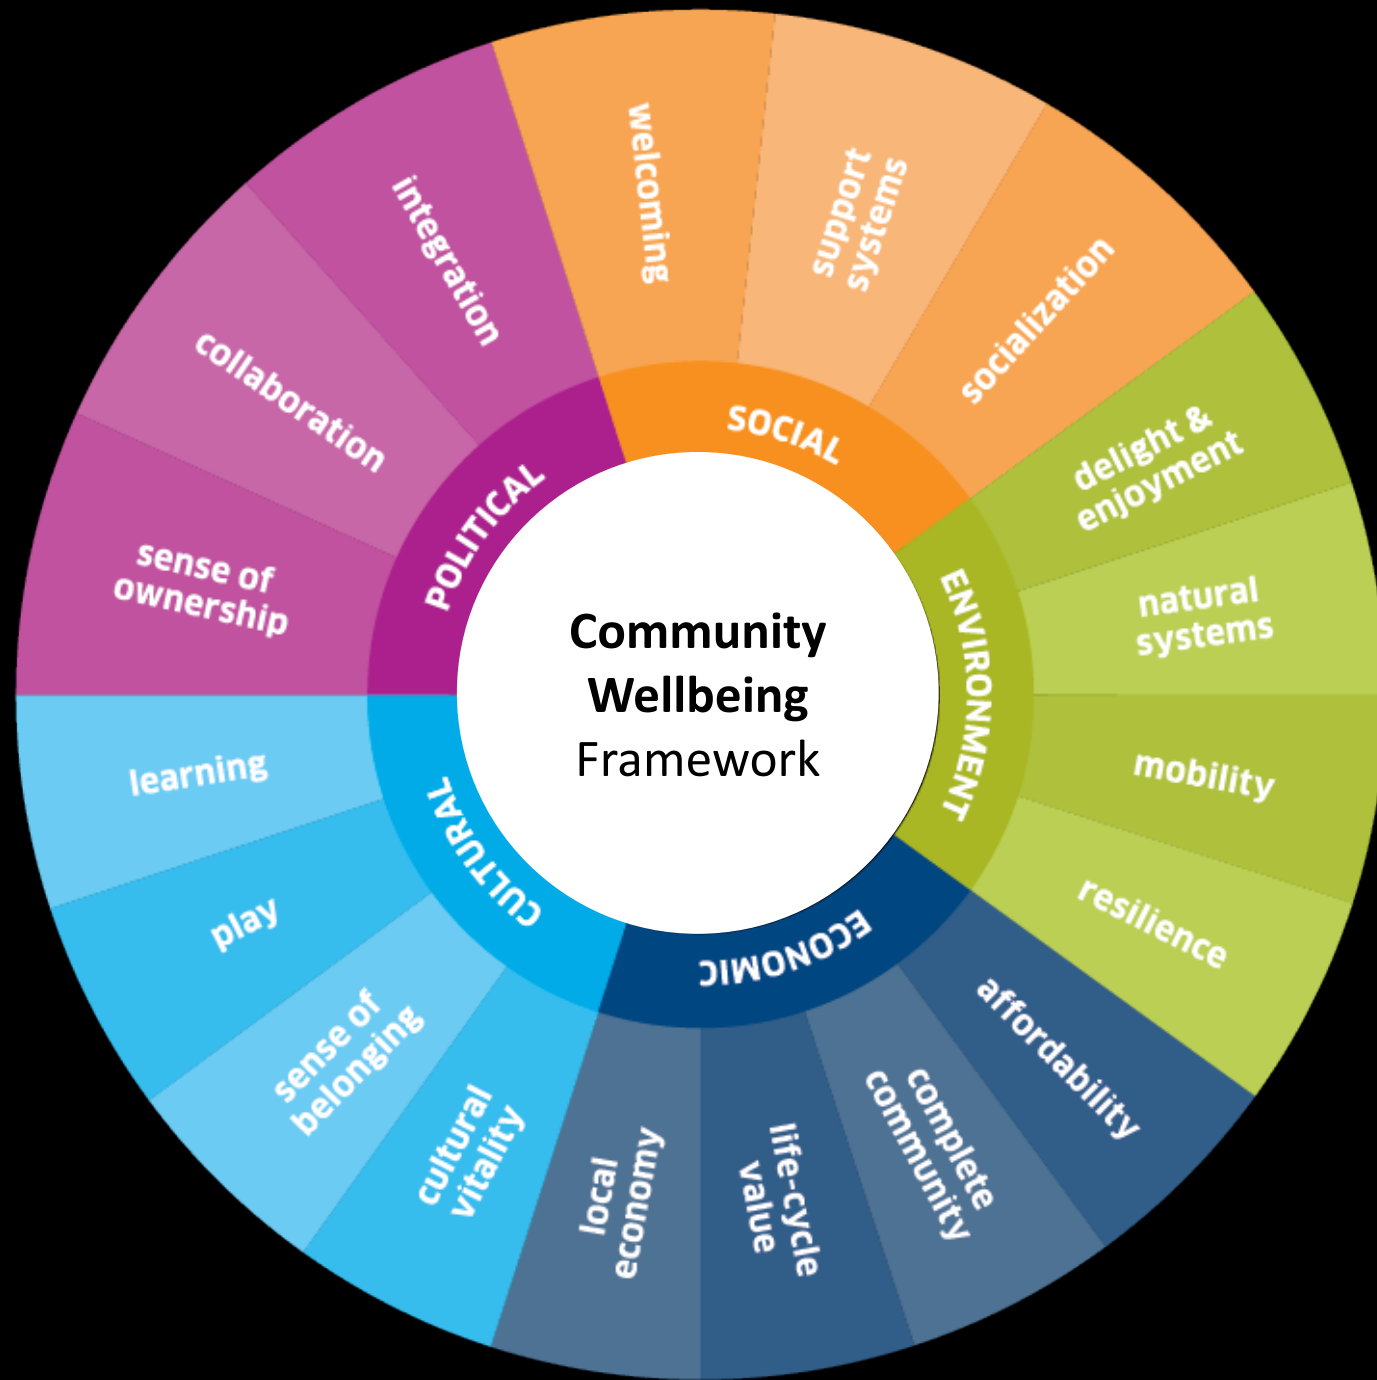 Community
Wellbeing
Framework
SOCIAL
welcoming
support
systems
socialization
ENVIRONMENT
delight &
enjoyment
natural
systems
mobility
resilience
ECONOMIC
affordability
complete
community
life-cycle
value
local
economy
CULTURAL
cultural
vitality
sense of
belonging
play
learning
POLITICAL
sense of
ownership
collaboration
integration